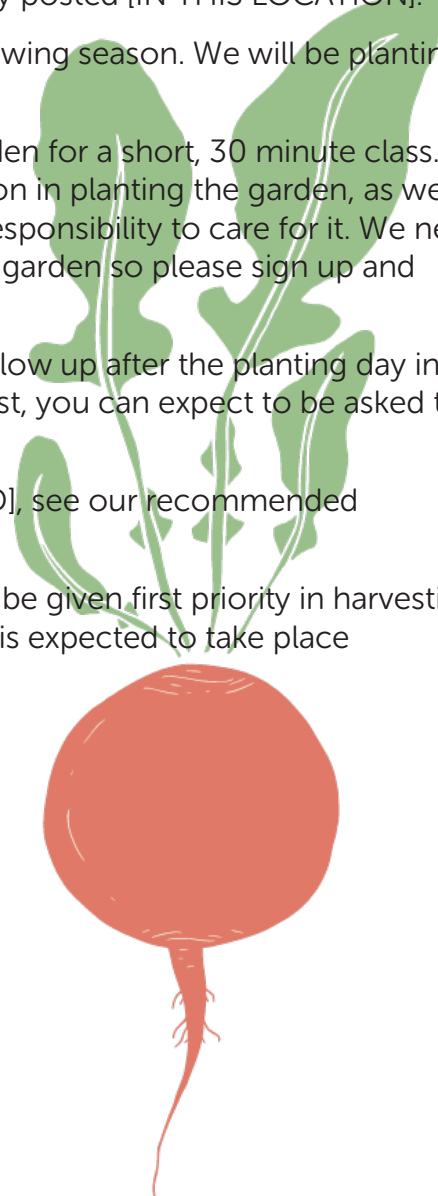 y posted [IN THIS LOCATION].
wing season. We will be plantin
den for a short, 30 minute class.
on in planting the garden, as we
esponsibility to care for it. We ne
garden so please sign up and
low up after the planting day in
st, you can expect to be asked t
D], see our recommended
be given first priority in harvesti
is expected to take place